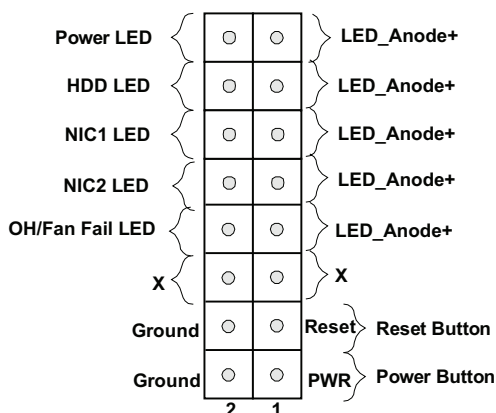 Power LED LED_Anode+
HDD LED LED_Anode+
NIC1 LED LED_Anode+
NIC2 LED LED_Anode+
OH/Fan Fail LED LED_Anode+
X X
Ground Reset Reset Button
Ground PWR Power Button
2 1